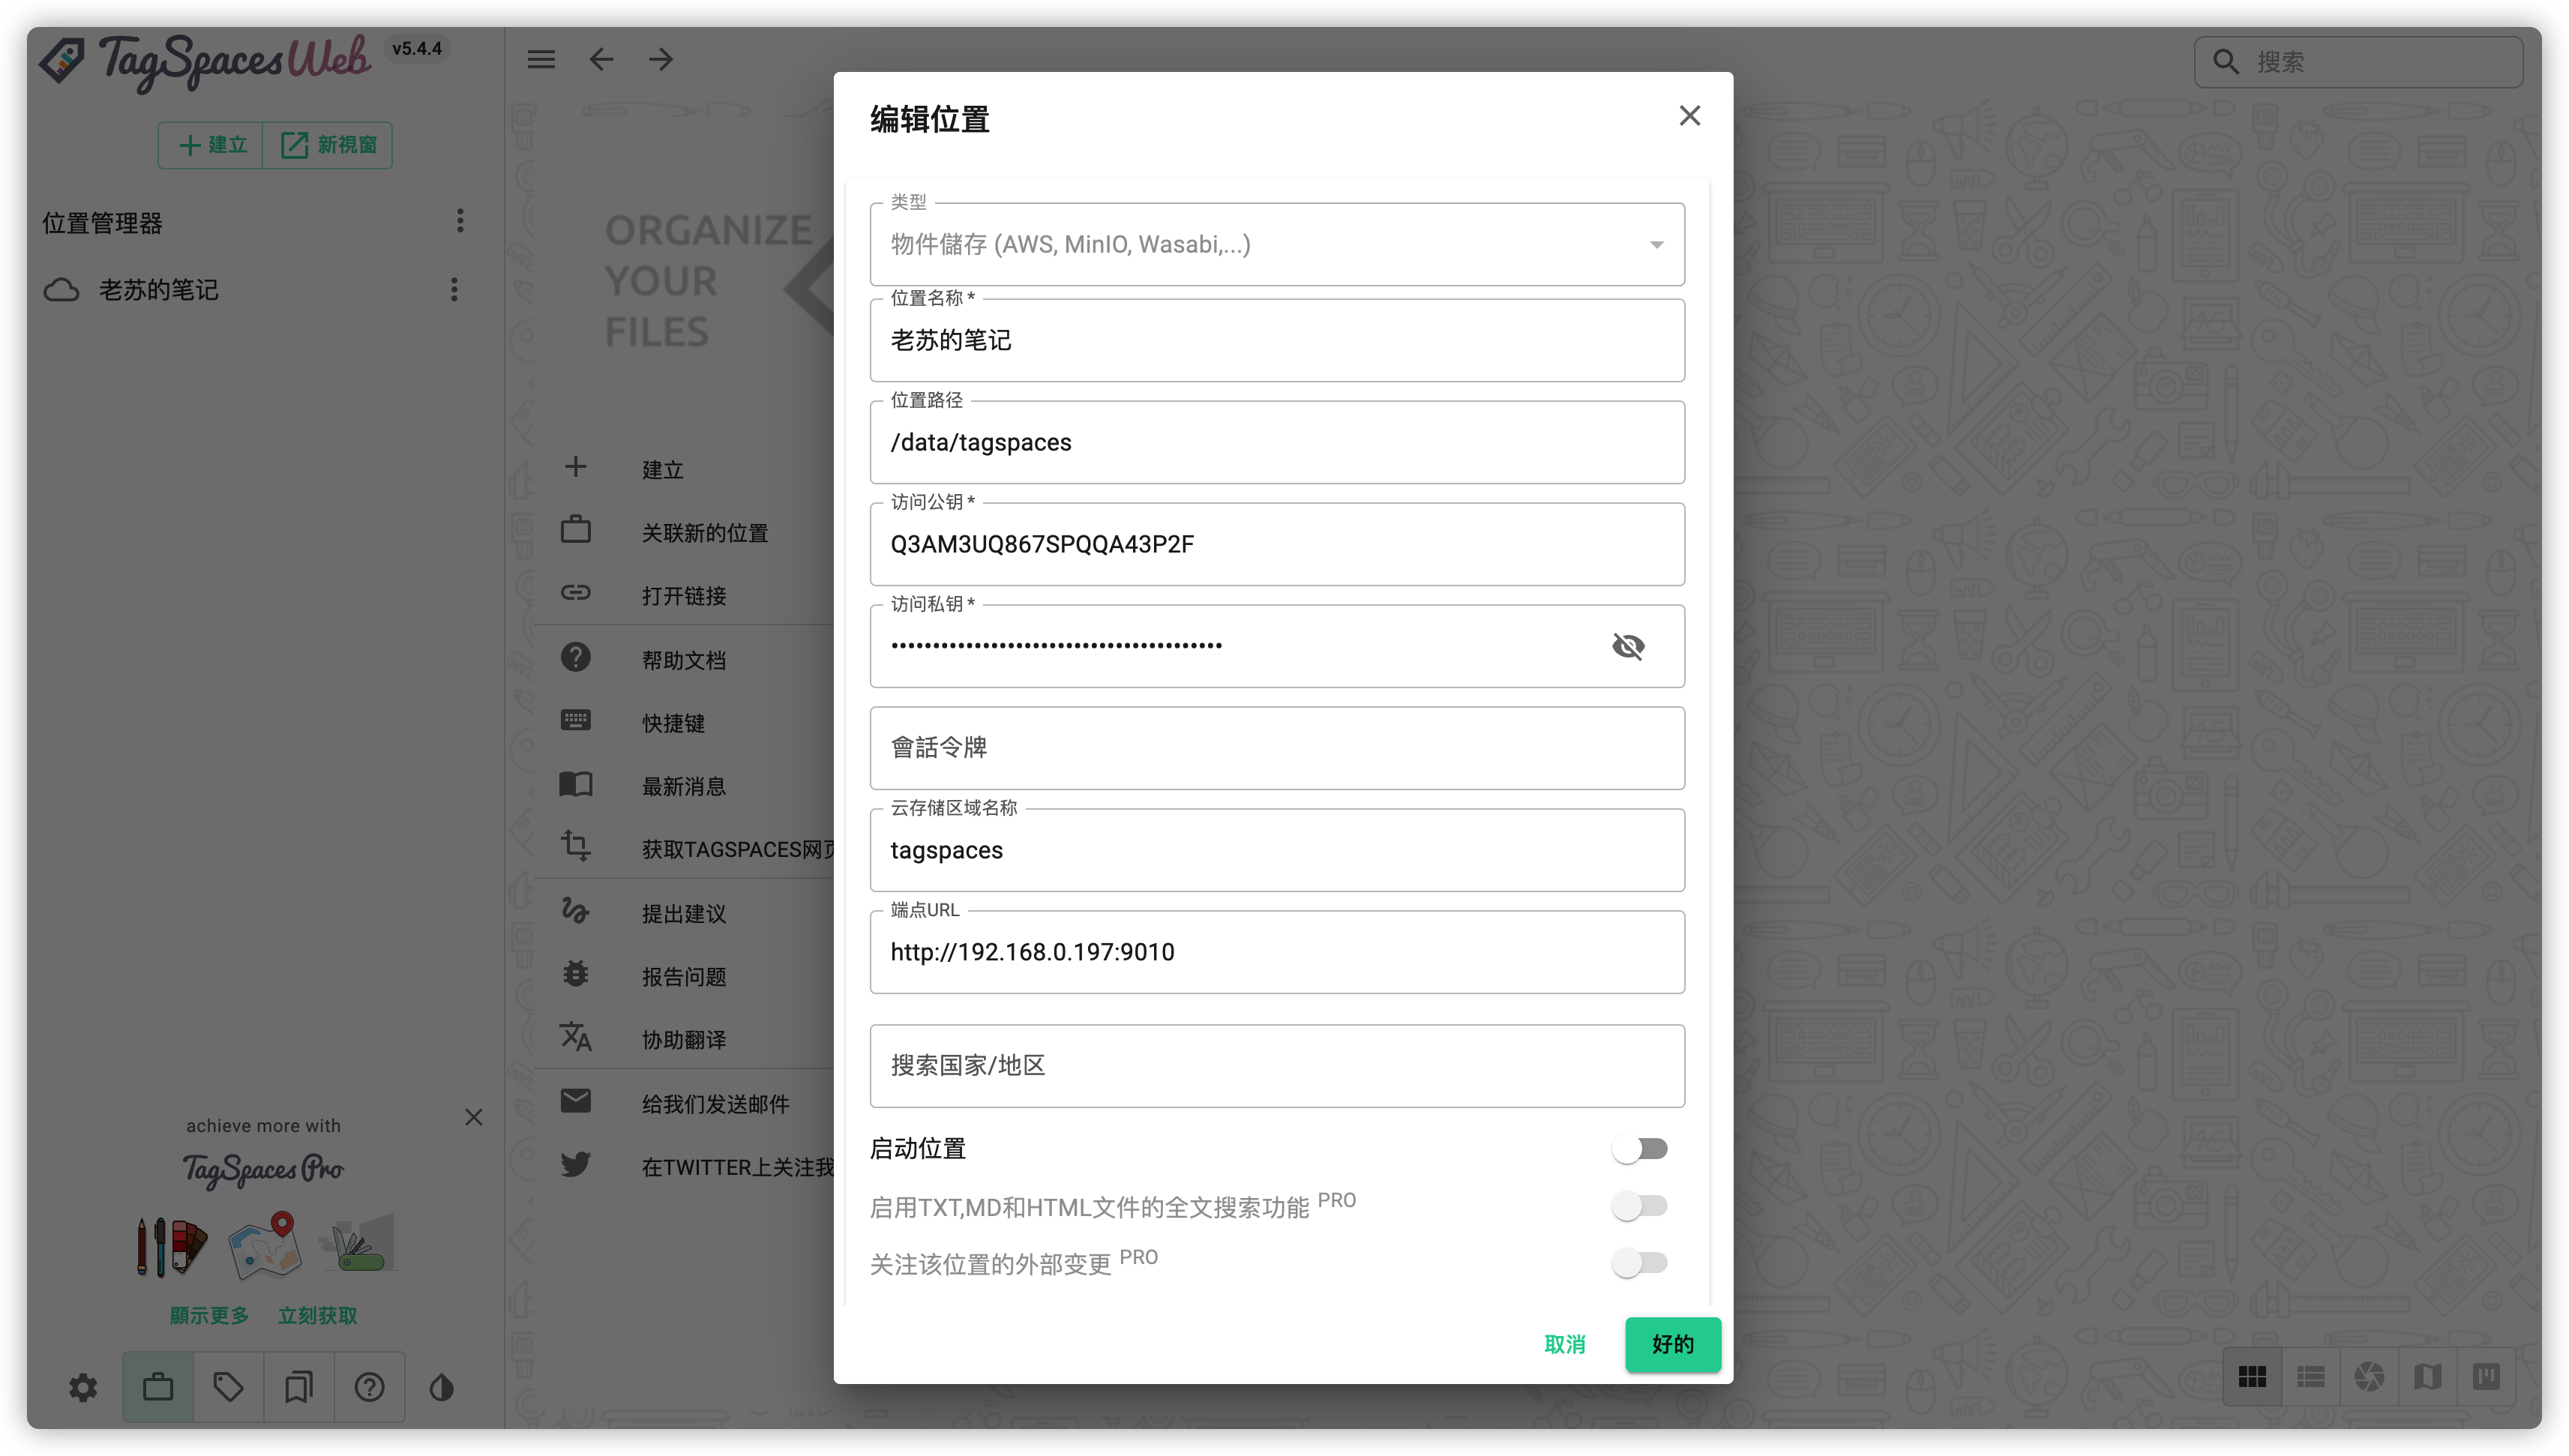 TagSpaces Web v5.4.4
搜索
建立
新視窗
位置管理器
老苏的笔记
ORGANIZE
YOUR
FILES
建立
关联新的位置
打开链接
帮助文档
快捷键
最新消息
获取TAGSPACES网页
提出建议
报告问题
协助翻译
给我们发送邮件
在TWITTER上关注我
achieve more with
TagSpaces Pro
顯示更多
立刻获取
编辑位置
类型
物件儲存 (AWS, MinIO, Wasabi,...)
位置名称 *
老苏的笔记
位置路径
/data/tagspaces
访问公钥 *
Q3AM3UQ867SPQQA43P2F
访问私钥 *
••••••••••••••••••••••••••••••••••••••••
會話令牌
云存储区域名称
tagspaces
端点URL
http://192.168.0.197:9010
搜索国家/地区
启动位置
启用TXT,MD和HTML文件的全文搜索功能 PRO
关注该位置的外部变更 PRO
取消
好的